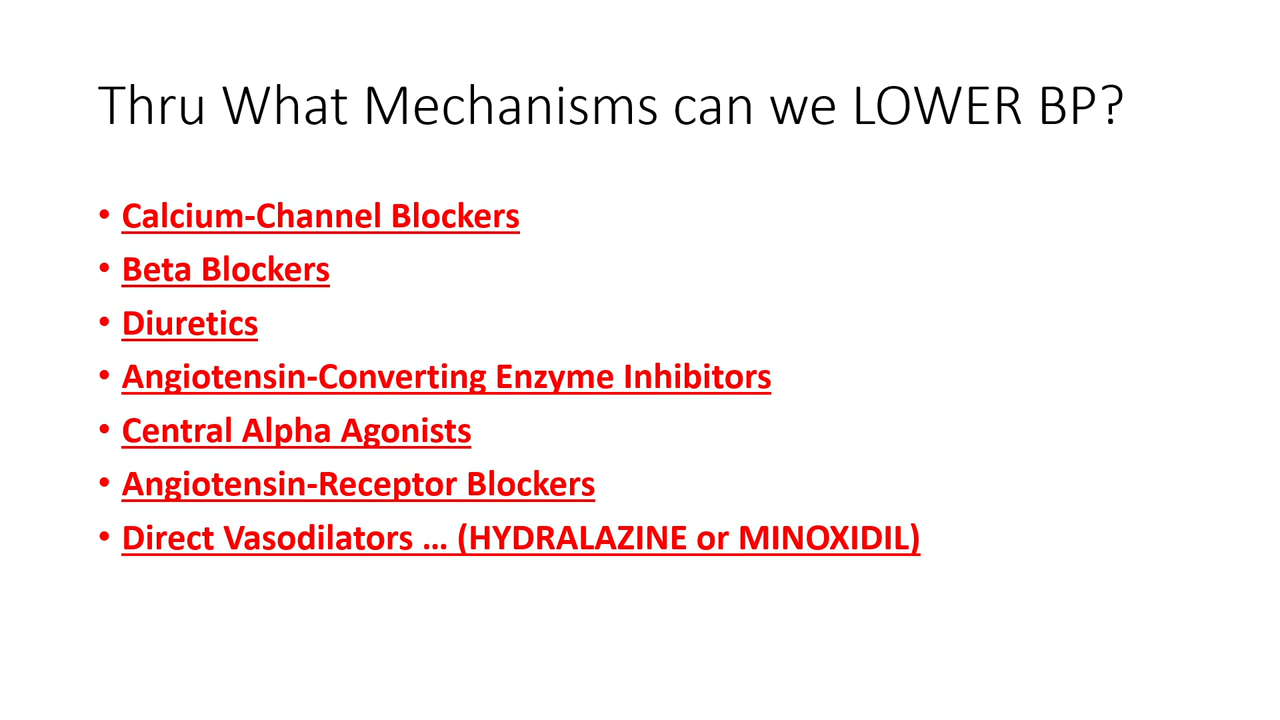 Thru What Mechanisms can we LOWER BP?
• Calcium-Channel Blockers
• Beta Blockers
• Diuretics
• Angiotensin-Converting Enzyme Inhibitors
• Central Alpha Agonists
• Angiotensin-Receptor Blockers
• Direct Vasodilators … (HYDRALAZINE or MINOXIDIL)